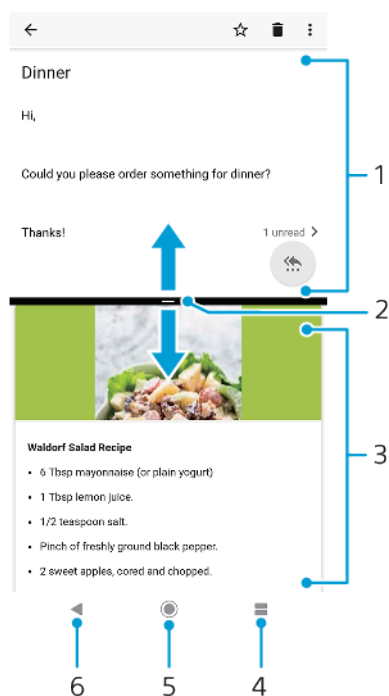 Dinner
Hi,
Could you please order something for dinner?
Thanks!
1 unread
1
2
Waldorf Salad Recipe
• 6 Tbsp mayonnaise (or plain yogurt)
• 1 Tbsp lemon juice.
• 1/2 teaspoon salt.
• Pinch of freshly ground black pepper.
• 2 sweet apples, cored and chopped.
3
6
5
4